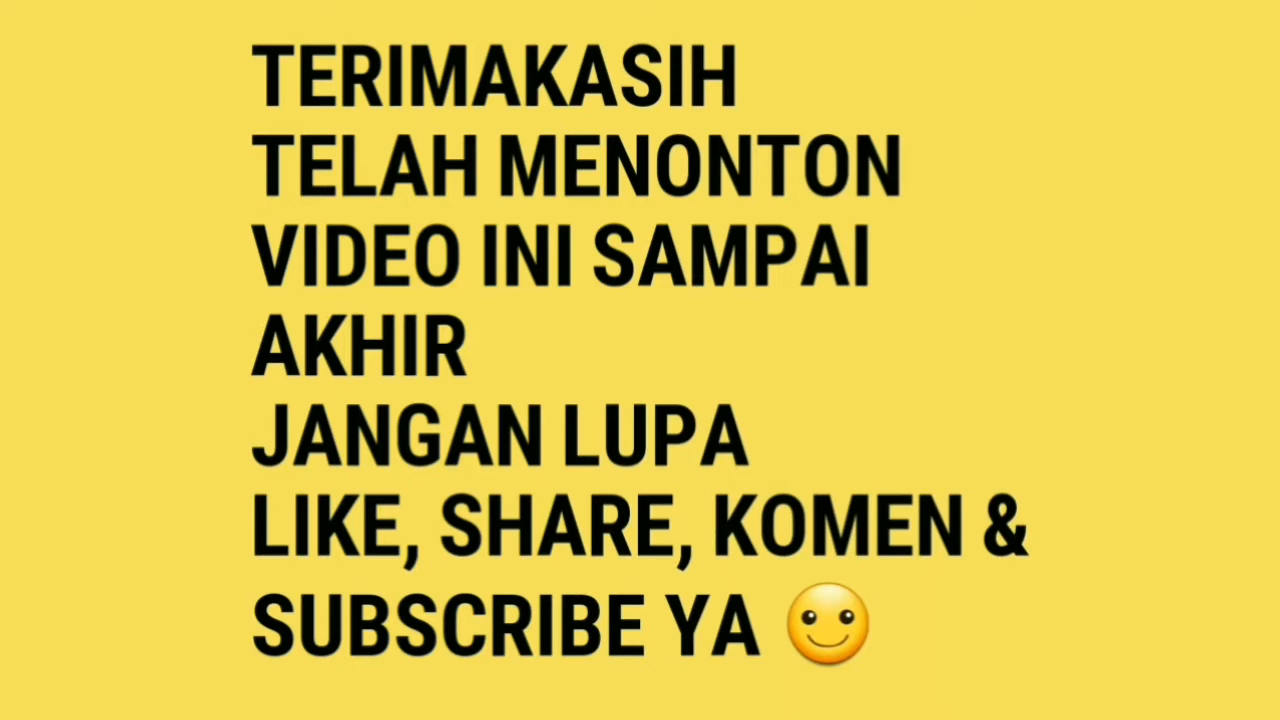 TERIMAKASIH
TELAH MENONTON
VIDEO INI SAMPAI
AKHIR
JANGAN LUPA
LIKE, SHARE, KOMEN &
SUBSCRIBE YA 🙂